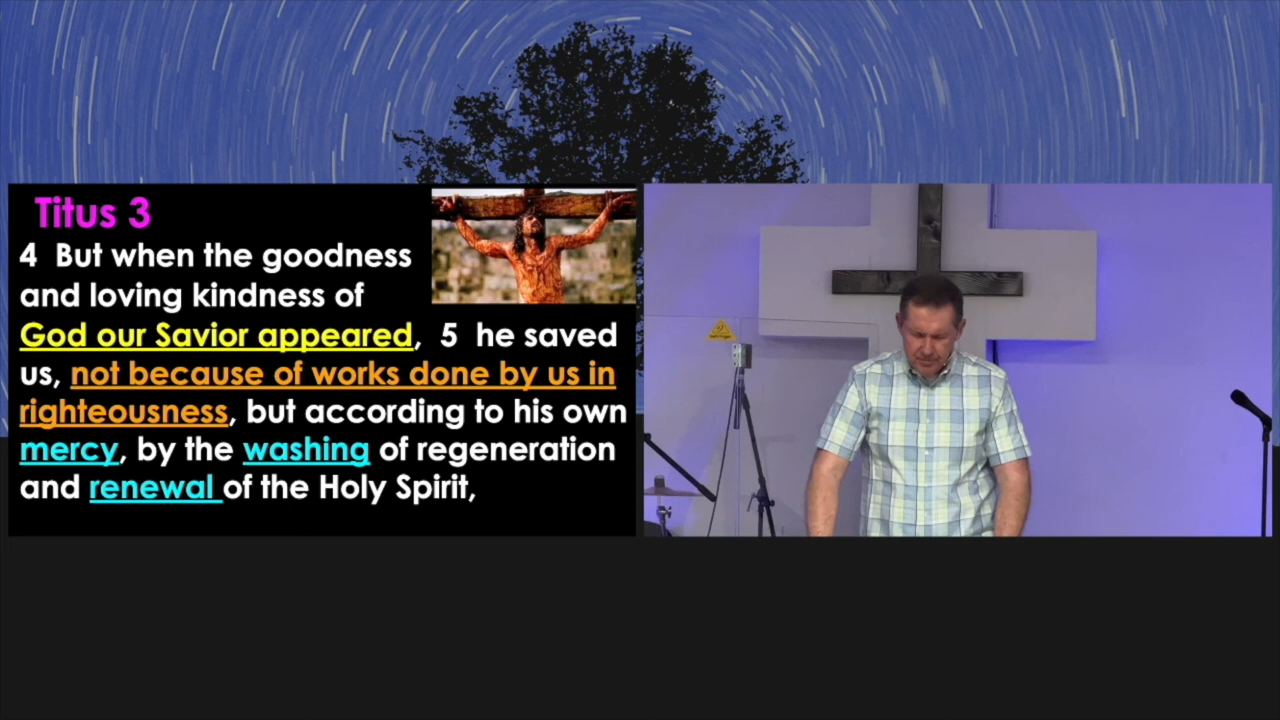 Titus 3
4 But when the goodness
and loving kindness of
God our Savior appeared, 5 he saved
us, not because of works done by us in
righteousness, but according to his own
mercy, by the washing of regeneration
and renewal of the Holy Spirit,